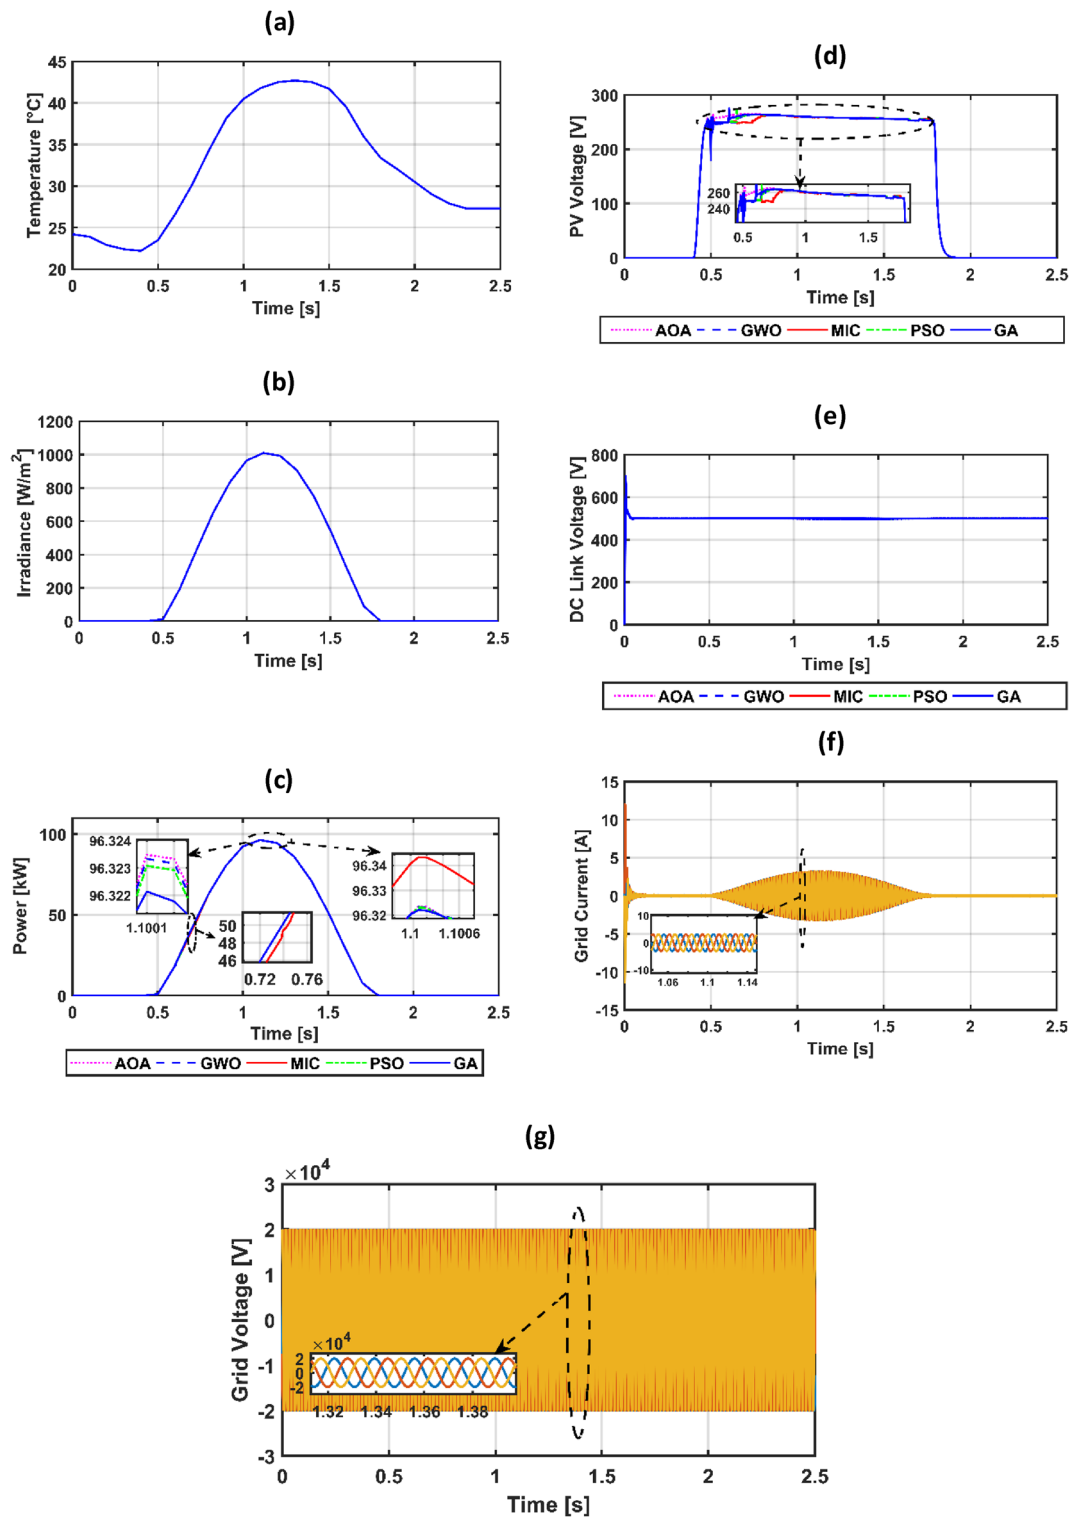 (a)
45
40
35
30
25
20
Temperature [°C]
0 0.5 1 1.5 2 2.5
Time [s]
(b)
1200
1000
800
600
400
200
0
Irradiance [W/m²]
0 0.5 1 1.5 2 2.5
Time [s]
(c)
100
50
0
Power [kW]
96.324
96.323
96.322
1.1001
50
48
46
0.72 0.76
96.34
96.33
96.32
1.1 1.1006
0 0.5 1 1.5 2 2.5
Time [s]
AOA GWO MIC PSO GA
(d)
300
200
100
0
PV Voltage [V]
260
240
0.5 1 1.5
0 0.5 1 1.5 2 2.5
Time [s]
AOA GWO MIC PSO GA
(e)
800
600
400
200
0
DC Link Voltage [V]
0 0.5 1 1.5 2 2.5
Time [s]
AOA GWO MIC PSO GA
(f)
15
10
5
0
-5
-10
-15
Grid Current [A]
10
0
-10
1.06 1.1 1.14
0 0.5 1 1.5 2 2.5
Time [s]
(g)
×10⁴
3
2
1
0
-1
-2
-3
Grid Voltage [V]
×10⁴
2
0
-2
1.32 1.34 1.36 1.38
0 0.5 1 1.5 2 2.5
Time [s]